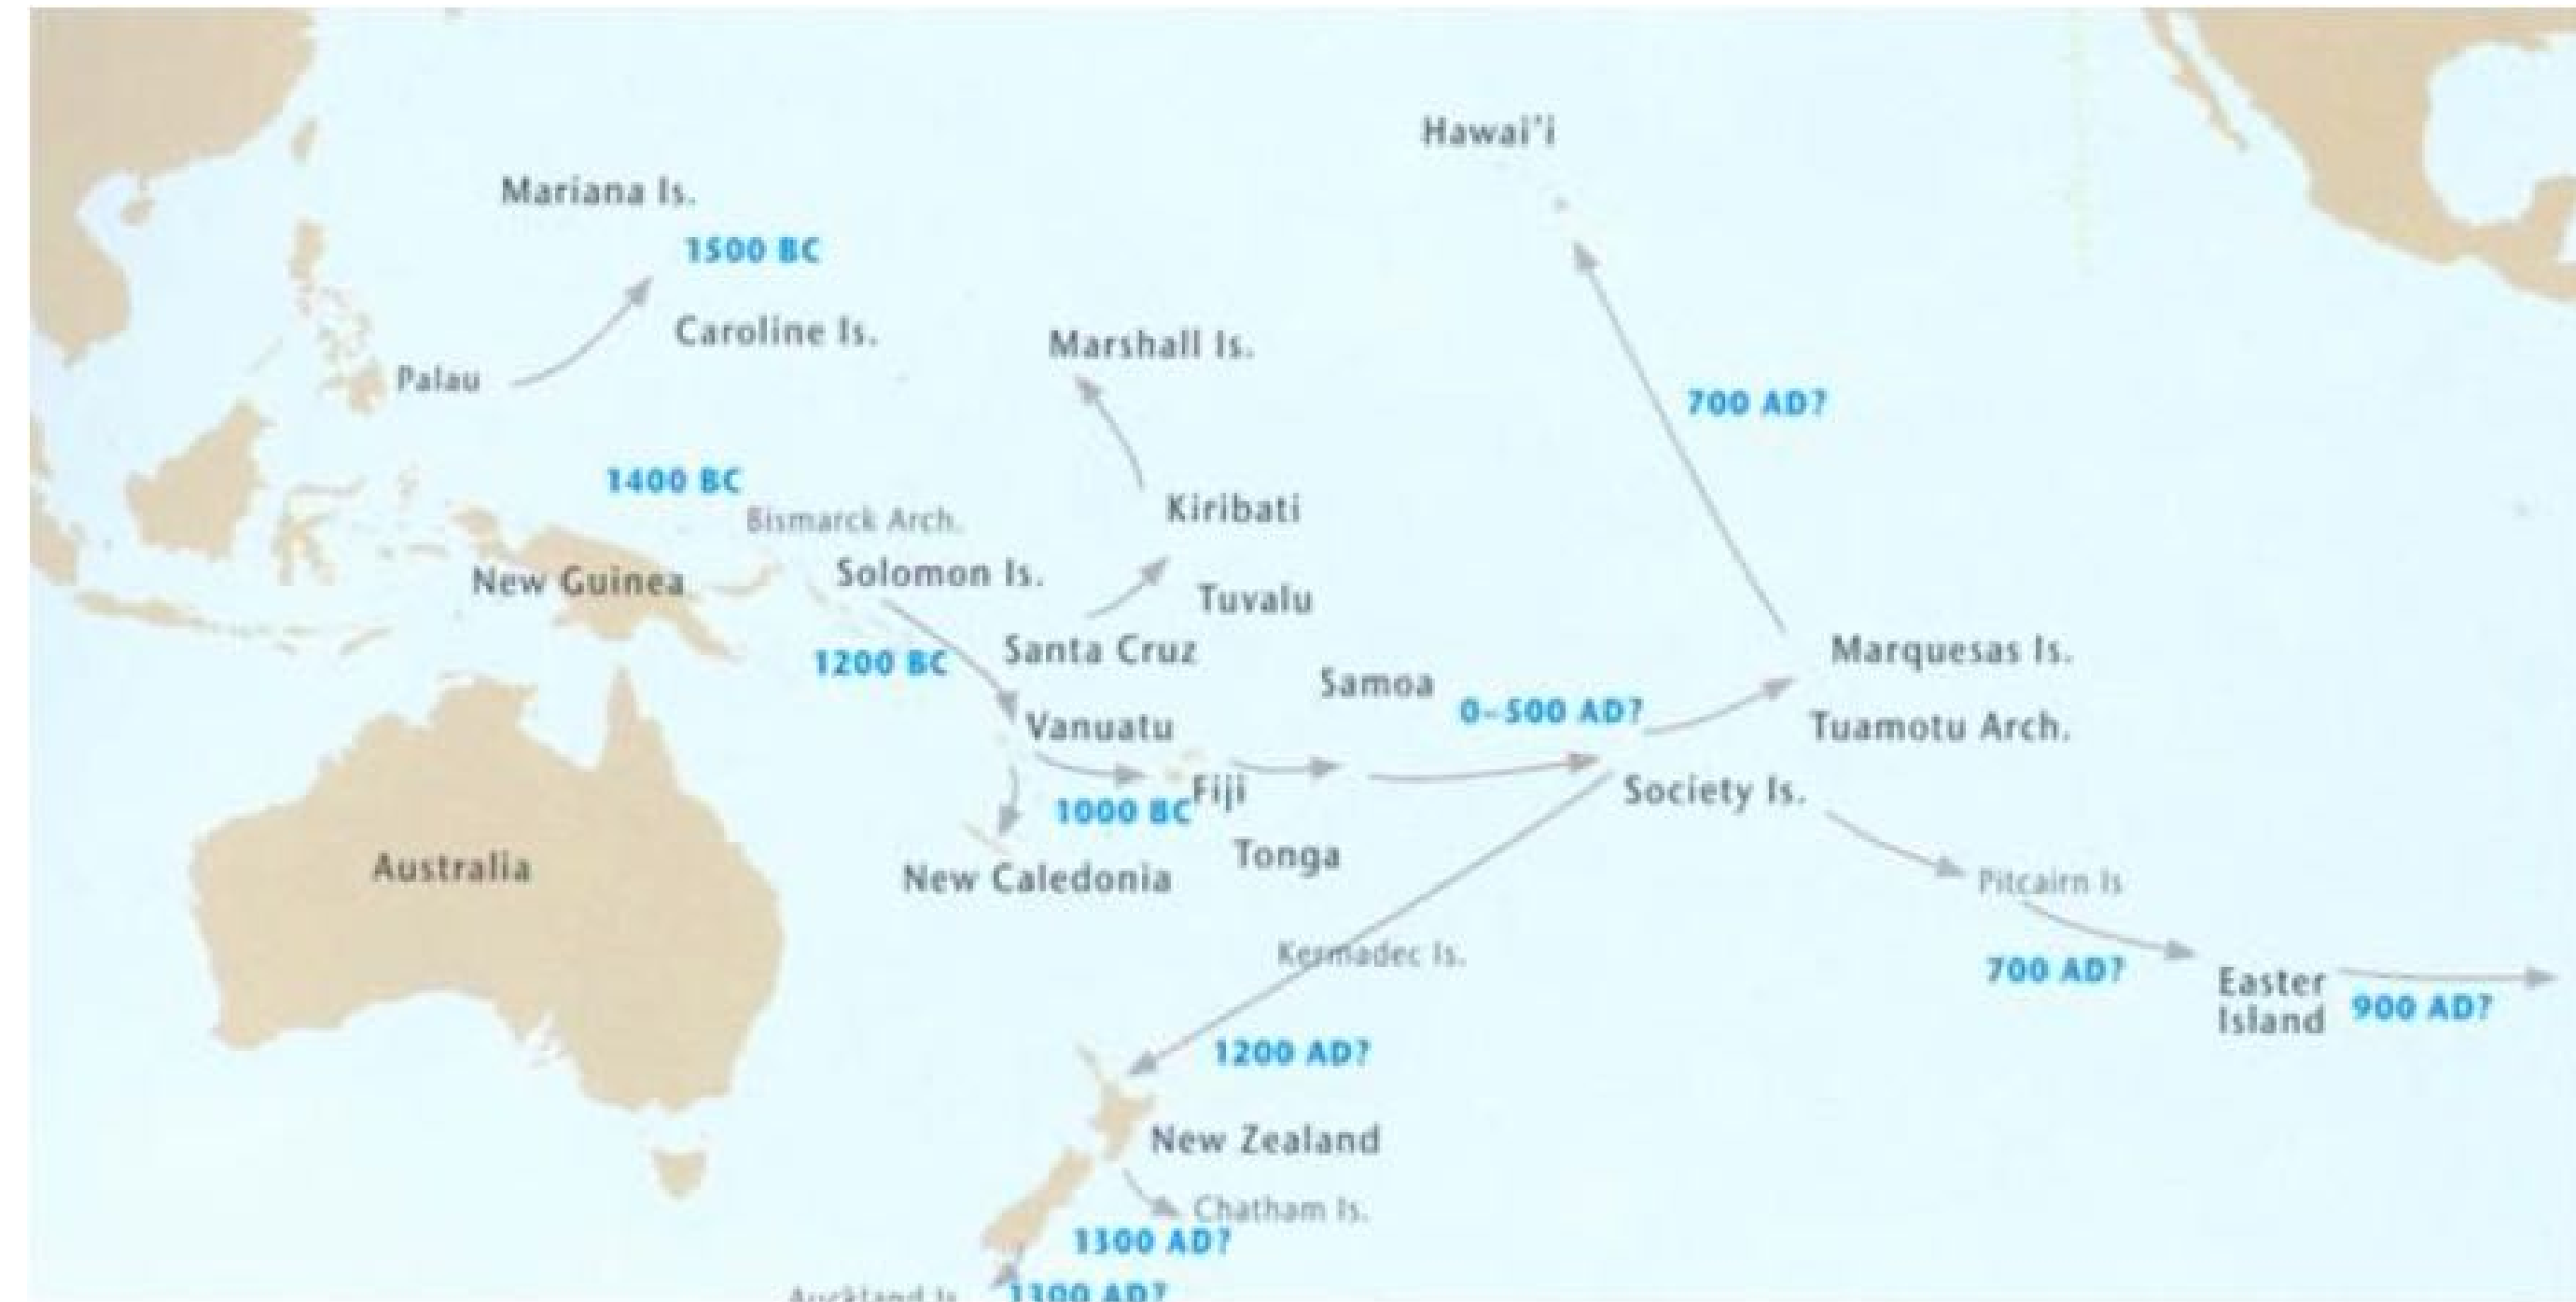 Hawai'i
Mariana Is.
1500 BC
Caroline Is.
Marshall Is.
Palau
700 AD?
1400 BC
Bismarck Arch.
Kiribati
Solomon Is.
New Guinea
Tuvalu
Santa Cruz
1200 BC
Marquesas Is.
Samoa
0-500 AD?
Vanuatu
Tuamotu Arch.
Fiji
1000 BC
Society Is.
Tonga
Australia
New Caledonia
Pitcairn Is
Kermadec Is.
700 AD?
Easter
Island
900 AD?
1200 AD?
New Zealand
Chatham Is.
1300 AD?
Auckland Is
1300 AD?